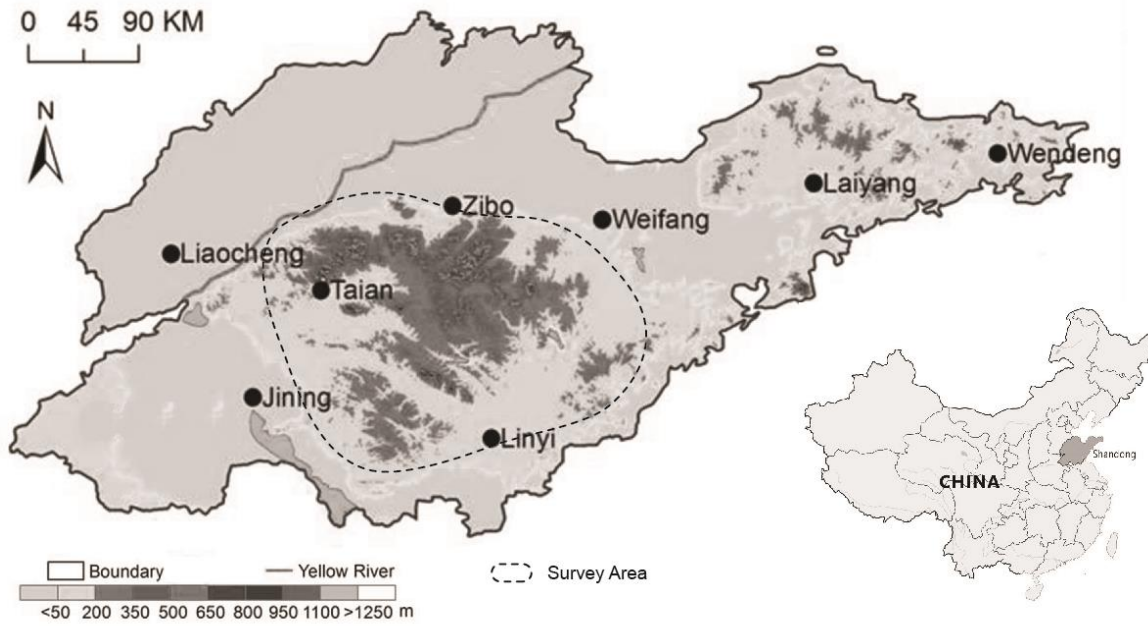 0 45 90 KM
N
Wendeng
Laiyang
Zibo
Weifang
Liaocheng
Taian
Jining
Linyi
Shandong
CHINA
Boundary Yellow River Survey Area
<50 200 350 500 650 800 950 1100 >1250 m